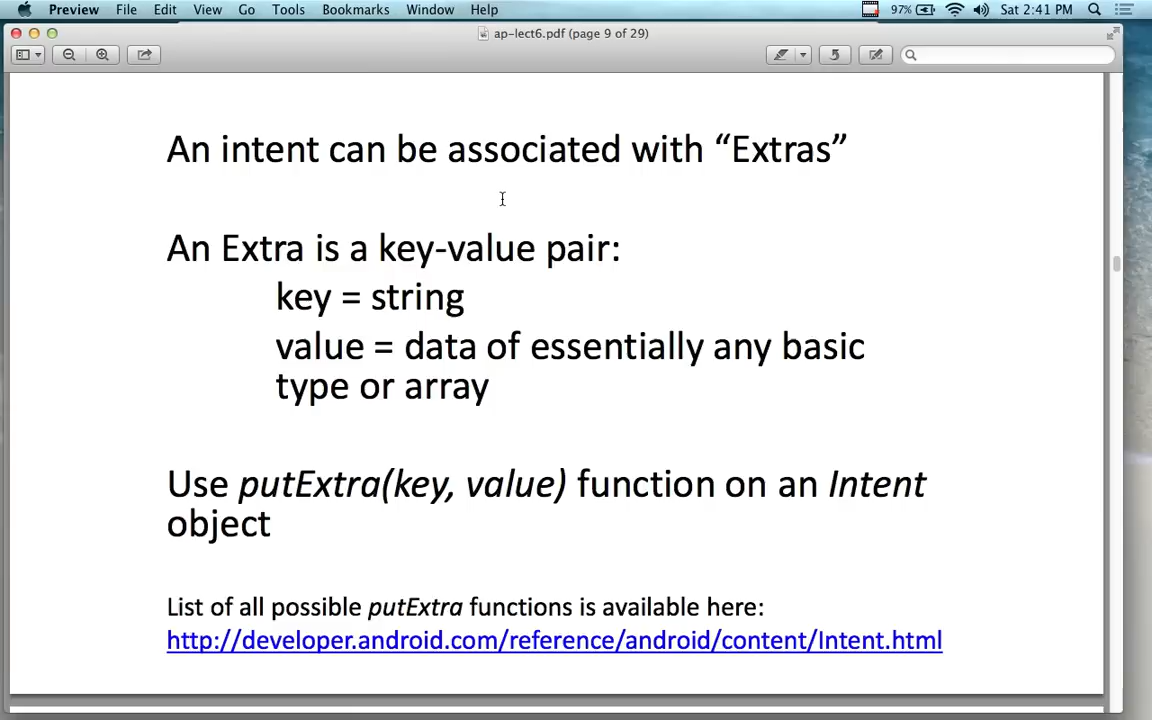 Preview File Edit View Go Tools Bookmarks Window Help 97% Sat 2:41 PM
ap-lect6.pdf (page 9 of 29)
An intent can be associated with “Extras”
An Extra is a key-value pair:
key = string
value = data of essentially any basic
type or array
Use putExtra(key, value) function on an Intent
object
List of all possible putExtra functions is available here:
http://developer.android.com/reference/android/content/Intent.html